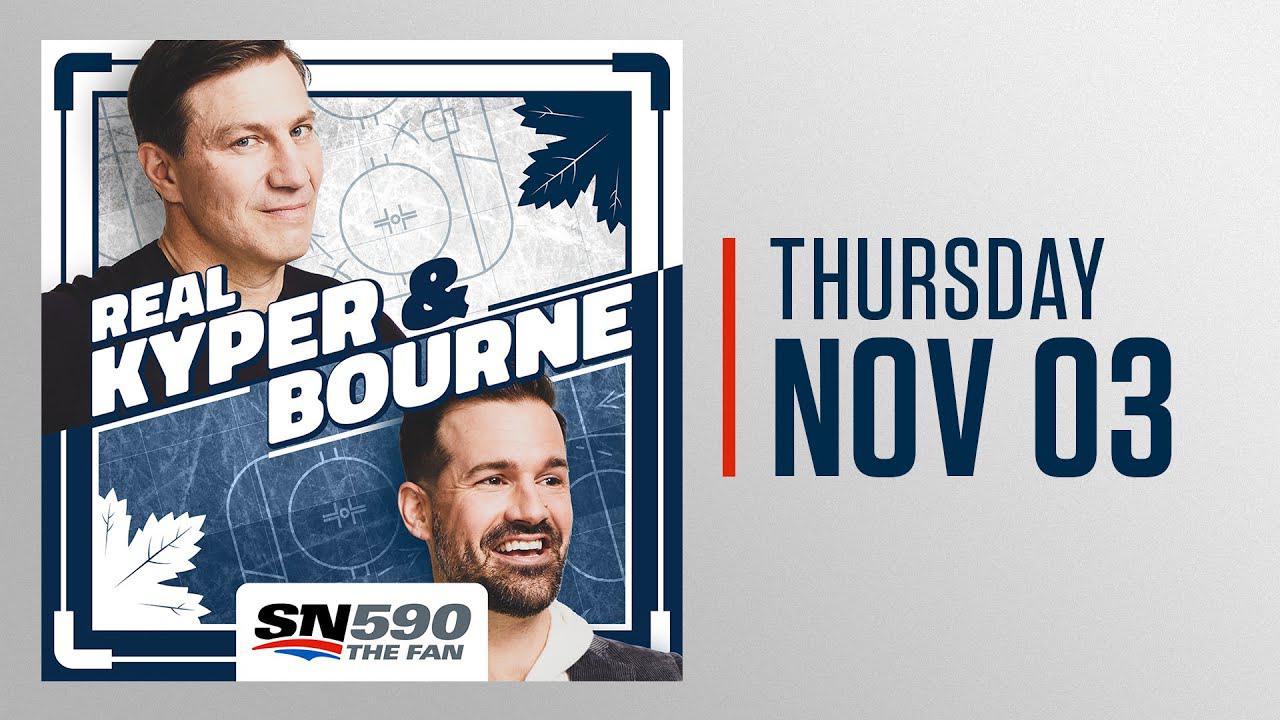 REAL
KYPER &
BOURNE
SN590
THE FAN
THURSDAY
NOV 03